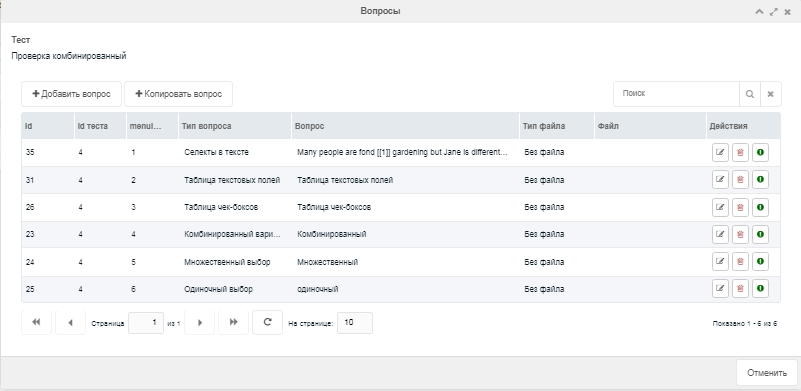 Вопросы
Тест
Проверка комбинированный
Добавить вопрос Копировать вопрос Поиск
id id теста menui... Тип вопроса Вопрос Тип файла Файл Действия
35 4 1 Селекты в тексте Many people are fond [[1]] gardening but Jane is different... Без файла
31 4 2 Таблица текстовых полей Таблица текстовых полей Без файла
26 4 3 Таблица чек-боксов Таблица чек-боксов Без файла
23 4 4 Комбинированный вари... Комбинированный Без файла
24 4 5 Множественный выбор Множественный Без файла
25 4 6 Одиночный выбор одиночный Без файла
Страница 1 из 1 На странице: 10 Показано 1 - 6 из 6
Отменить